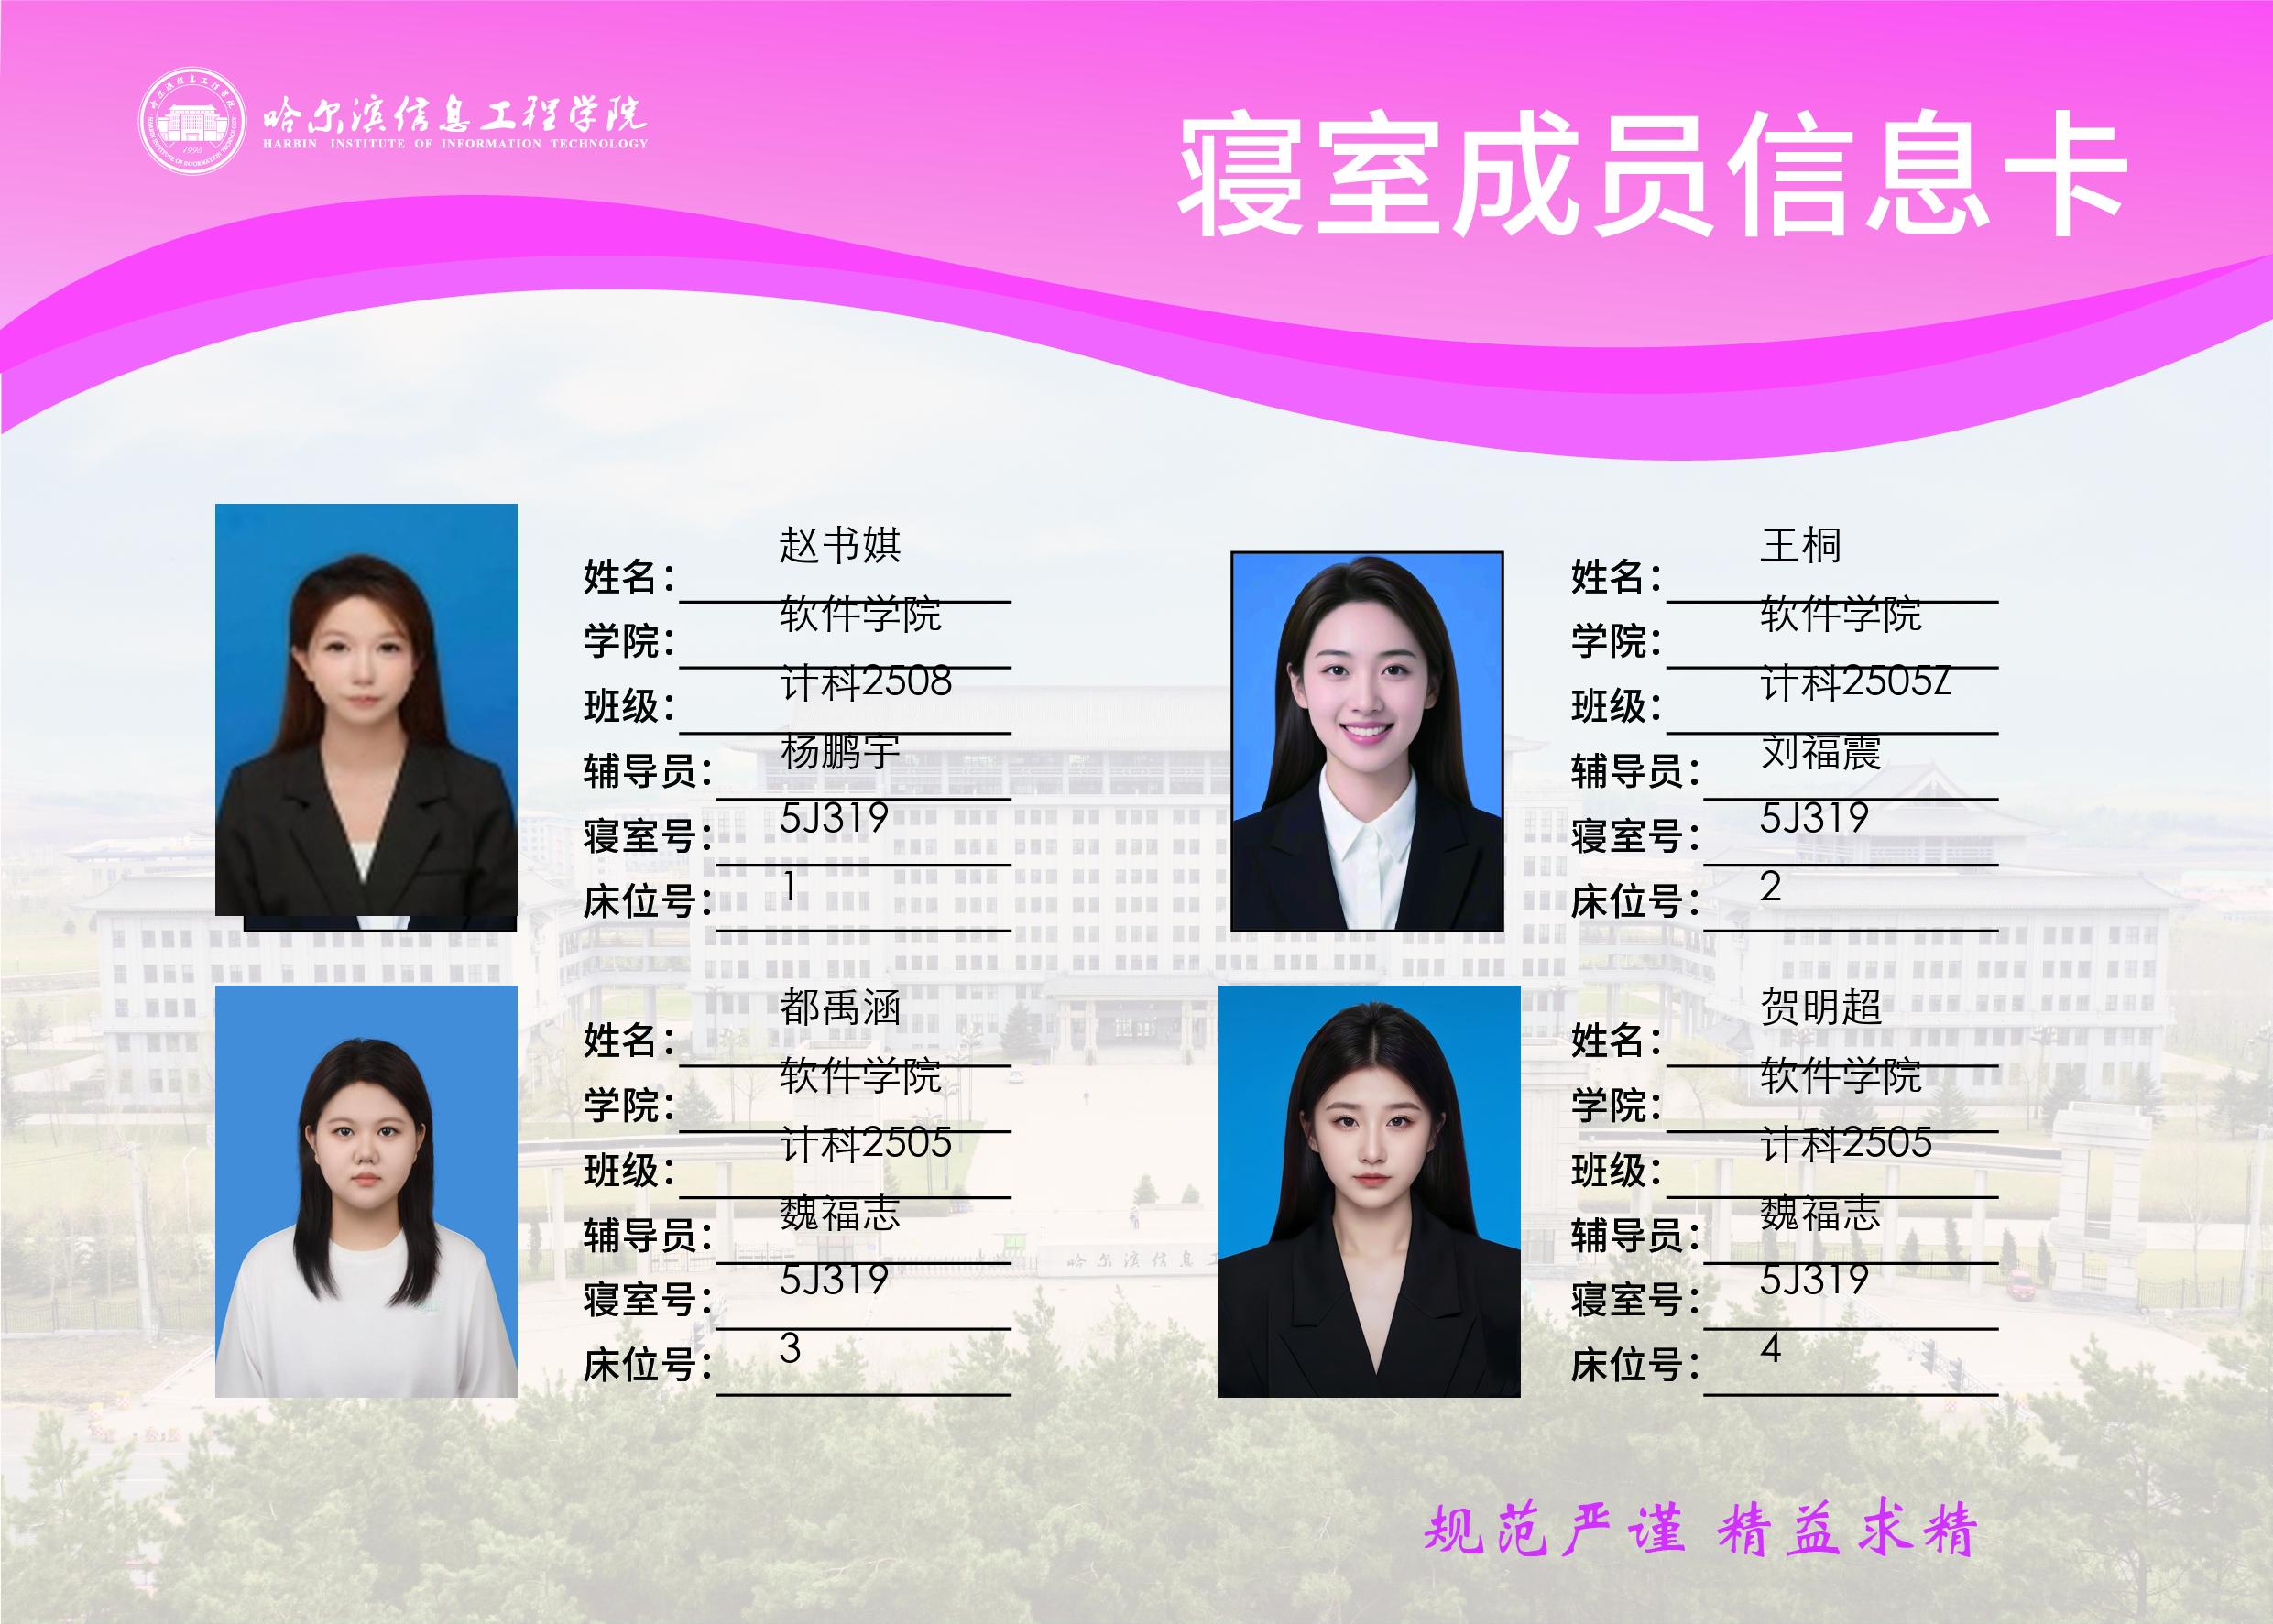 哈尔滨信息工程学院
HARBIN INSTITUTE OF INFORMATION TECHNOLOGY
1995
寝室成员信息卡
姓名：赵书娸
学院：软件学院
班级：计科2508
辅导员：杨鹏宇
寝室号：5J319
床位号：1
姓名：王桐
学院：软件学院
班级：计科2505Z
辅导员：刘福震
寝室号：5J319
床位号：2
姓名：都禹涵
学院：软件学院
班级：计科2505
辅导员：魏福志
寝室号：5J319
床位号：3
姓名：贺明超
学院：软件学院
班级：计科2505
辅导员：魏福志
寝室号：5J319
床位号：4
哈尔滨信息工
规范严谨 精益求精